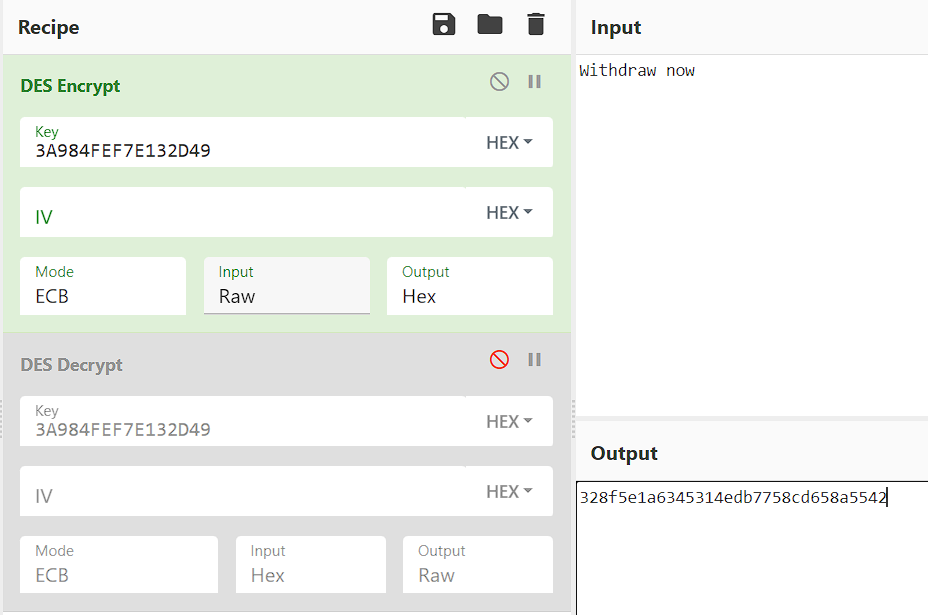 Recipe
DES Encrypt
Key
3A984FEF7E132D49
HEX
IV
HEX
Mode
ECB
Input
Raw
Output
Hex
DES Decrypt
Key
3A984FEF7E132D49
HEX
IV
HEX
Mode
ECB
Input
Hex
Output
Raw
Input
Withdraw now
Output
328f5e1a6345314edb7758cd658a5542